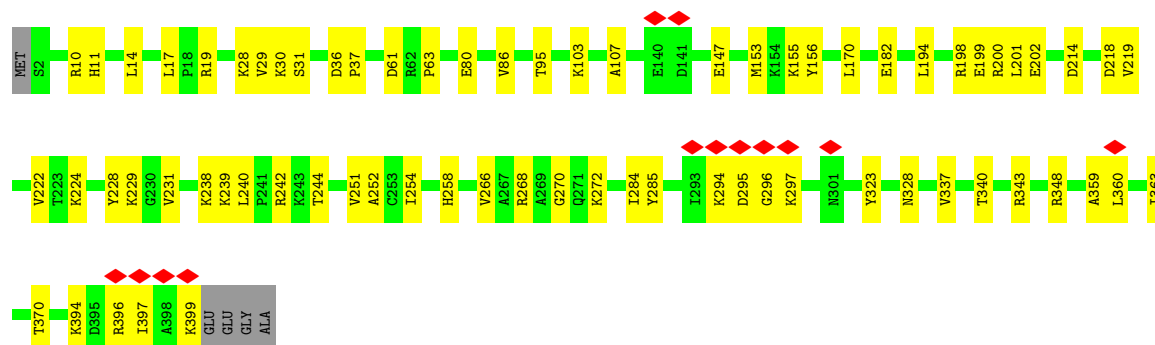 MET S2 R10 H11 L14 L17 P18 R19 K28 V29 K30 S31 D36 P37 D61 R62 P63 E80 V86 T95 K103 A107 E140 D141 E147 M153 K154 K155 Y156 L170 E182 L194 R198 E199 R200 L201 E202 D214 D218 V219
V222 T223 K224 Y228 K229 G230 V231 K238 K239 L240 P241 R242 K243 T244 V251 A252 C253 I254 H258 V266 A267 R268 A269 G270 Q271 K272 I284 Y285 I293 K294 D295 G296 K297 N301 Y323 N328 V337 T340 R343 R348 A359 L360
T370 K394 D395 R396 I397 A398 K399 GLU GLU GLY ALA